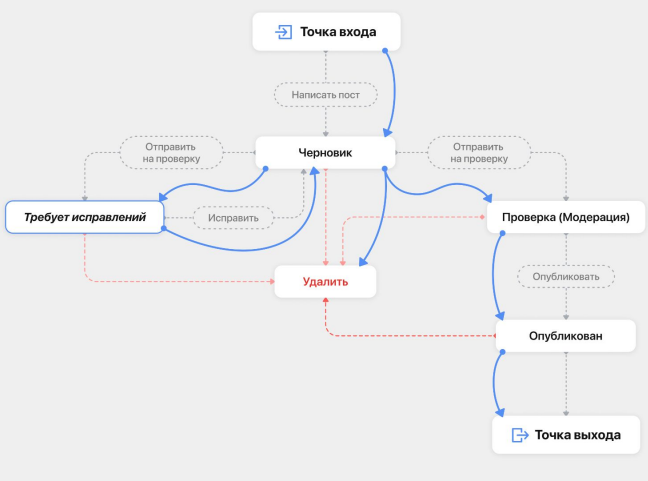 Точка входа
Написать пост
Отправить
на проверку
Черновик
Отправить
на проверку
Требует исправлений
Исправить
Проверка (Модерация)
Удалить
Опубликовать
Опубликован
Точка выхода